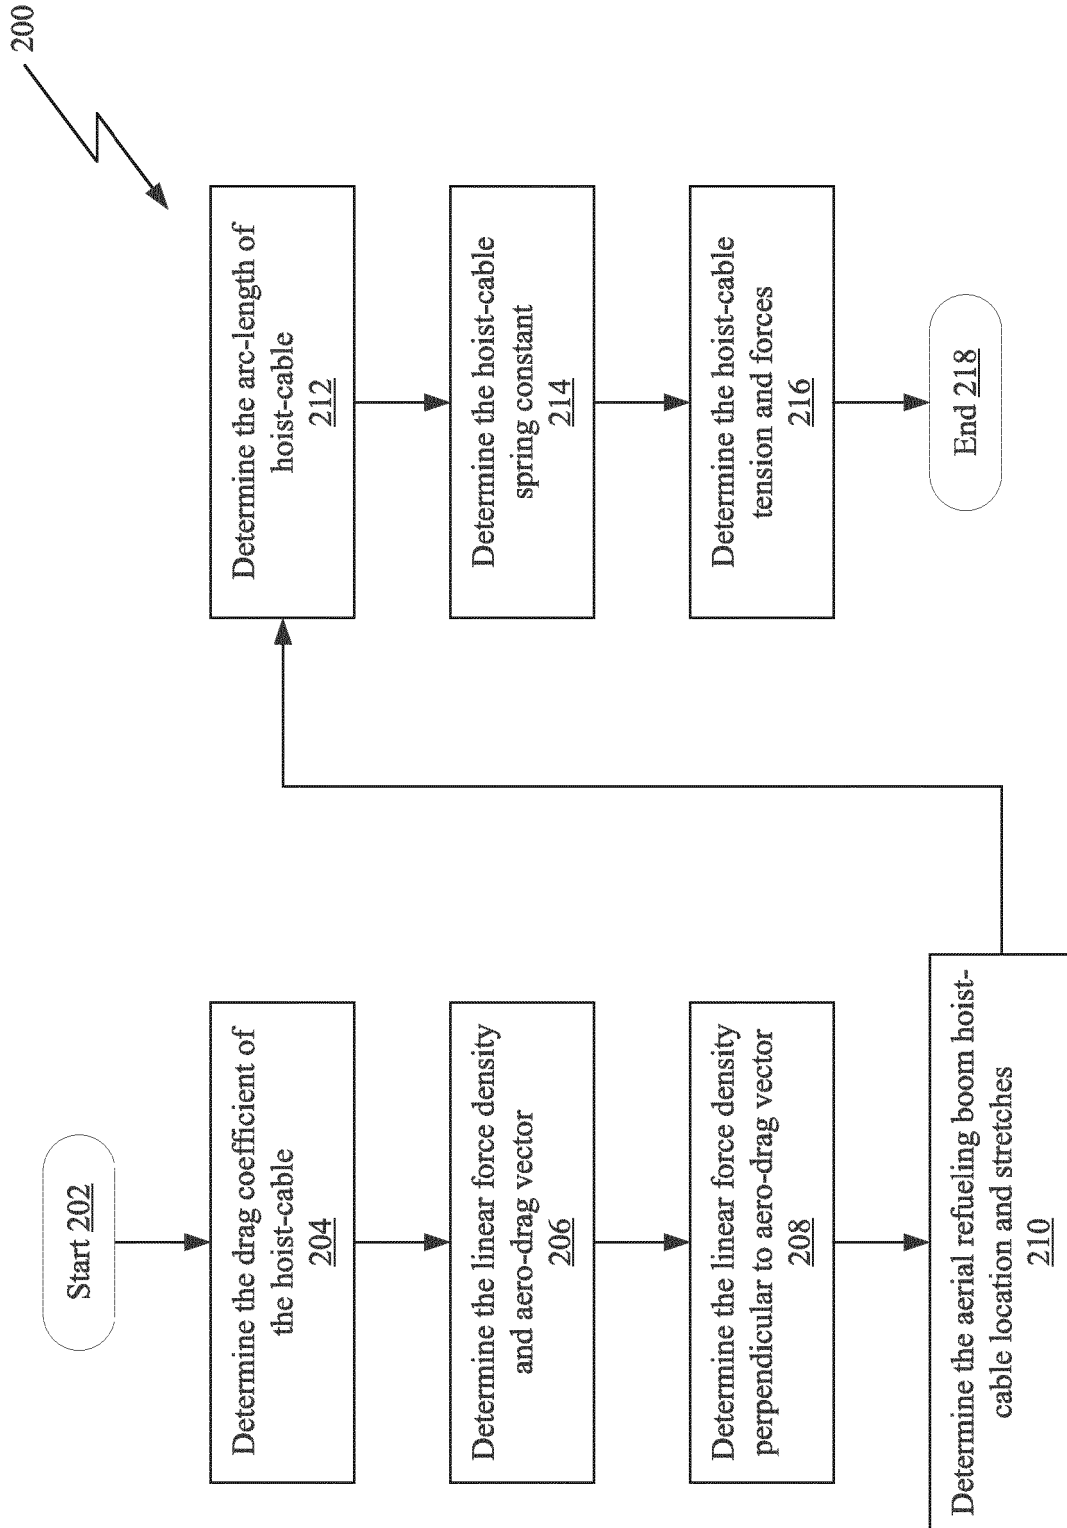 200
Start 202
Determine the drag coefficient of
the hoist-cable
204
Determine the linear force density
and aero-drag vector
206
Determine the linear force density
perpendicular to aero-drag vector
208
Determine the aerial refueling boom hoist-
cable location and stretches
210
Determine the arc-length of
hoist-cable
212
Determine the hoist-cable
spring constant
214
Determine the hoist-cable
tension and forces
216
End 218